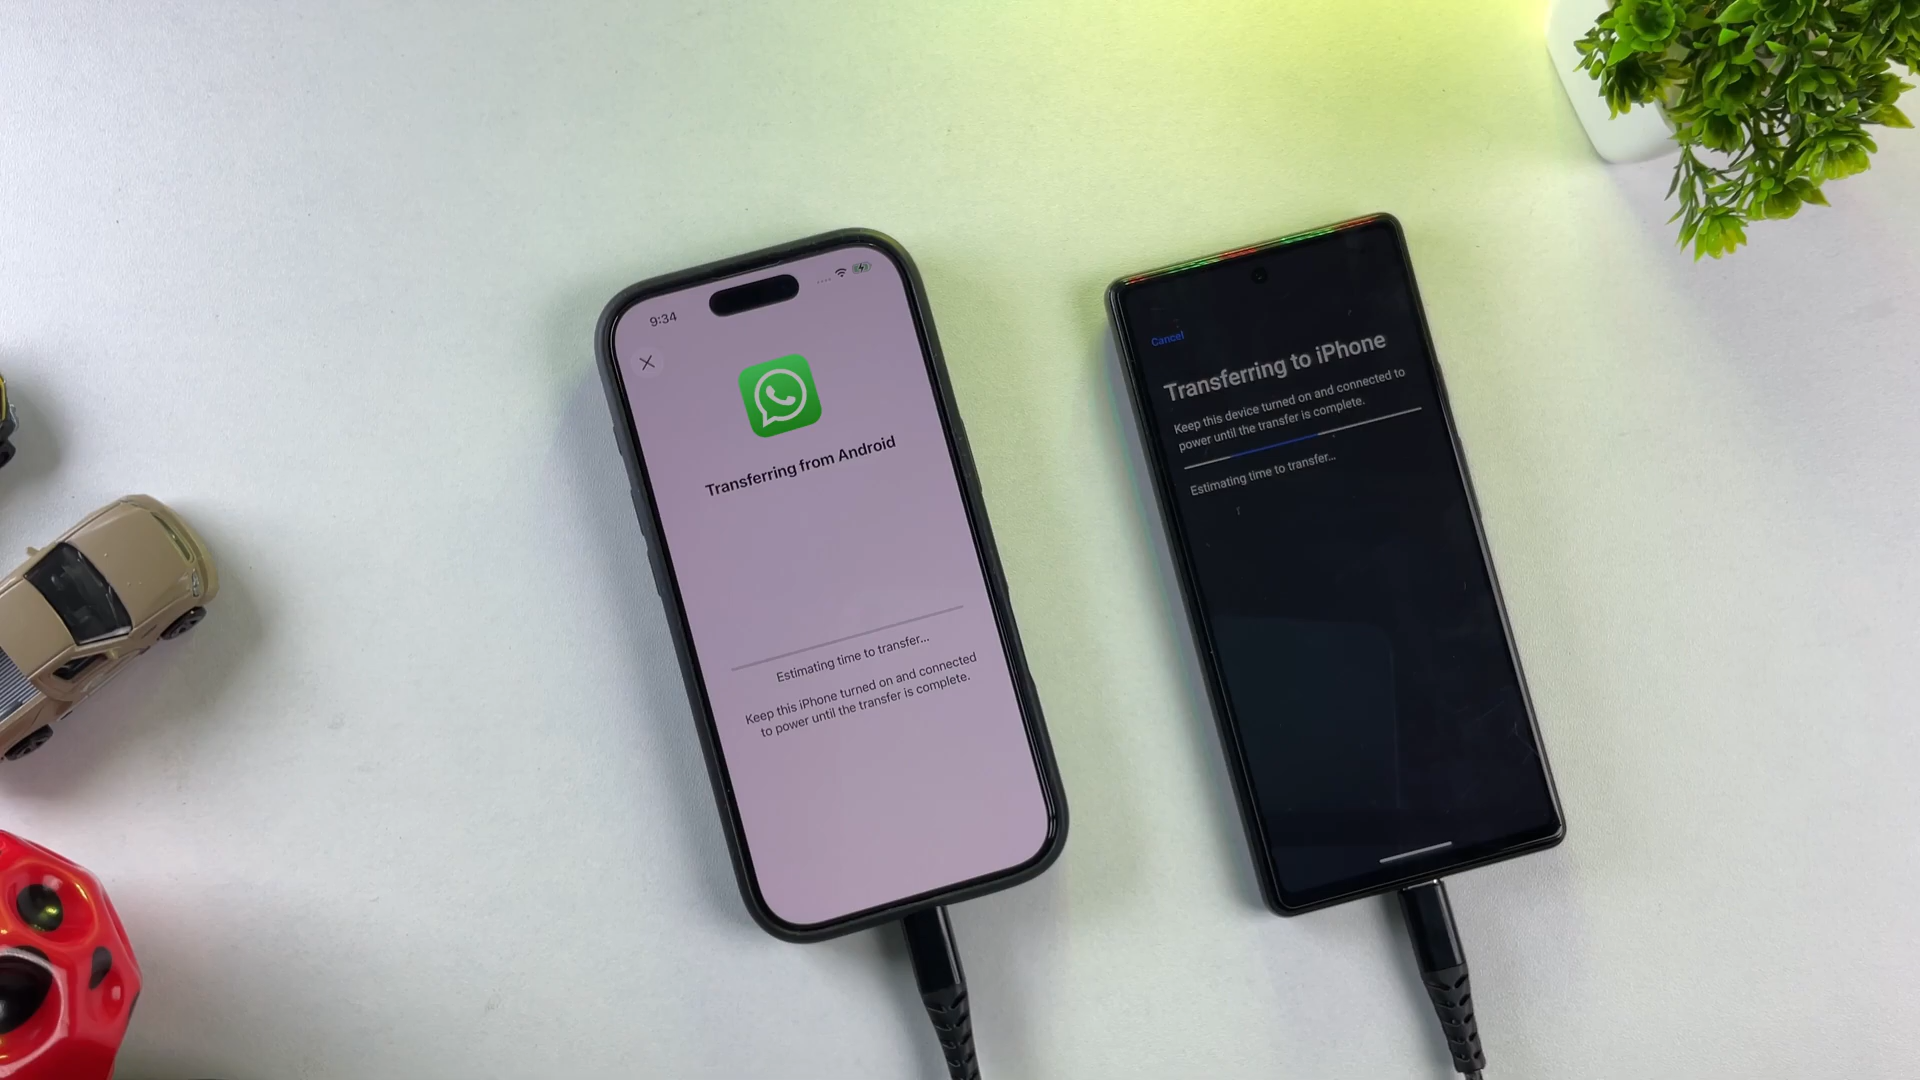 9:34
Transferring from Android
Estimating time to transfer...
Keep this iPhone turned on and connected
to power until the transfer is complete.
Cancel
Transferring to iPhone
Keep this device turned on and connected to
power until the transfer is complete.
Estimating time to transfer...